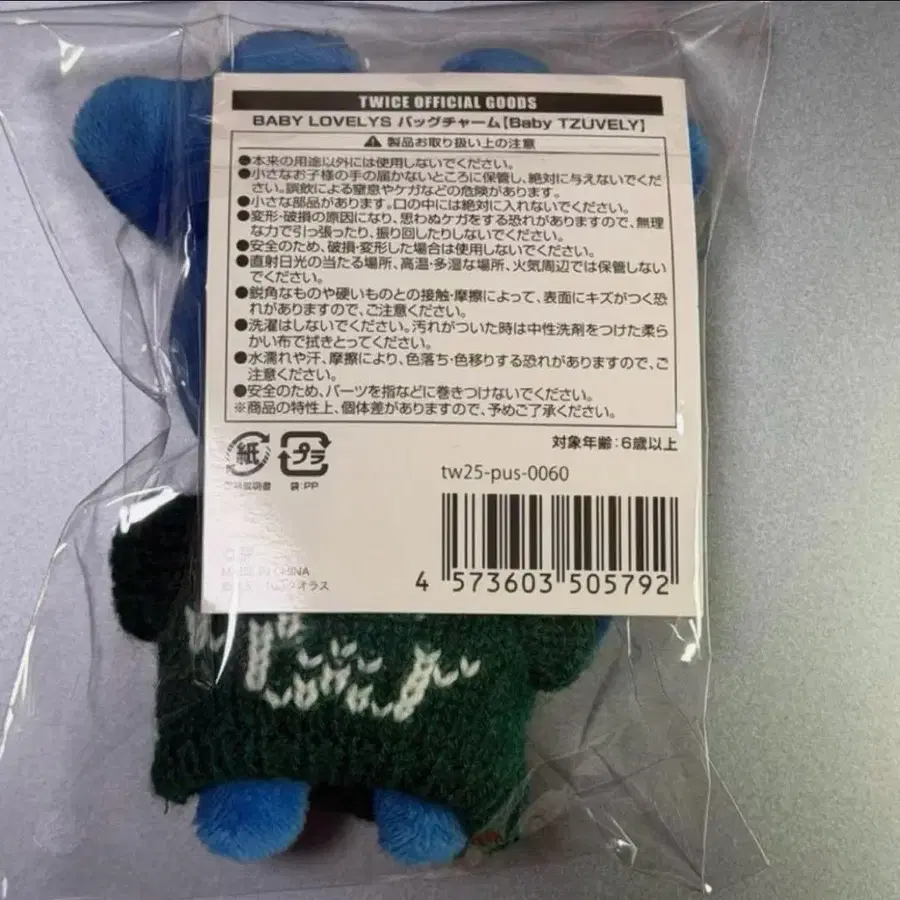 TWICE OFFICIAL GOODS
BABY LOVELYS バッグチャーム【Baby TZUVELY】
製品お取り扱い上の注意
●本来の用途以外には使用しないでください。
●小さなお子様の手の届かないところに保管し、絶対に与えないでくだ
さい。誤飲による窒息やケガなどの危険があります。
●小さな部品があります。口の中には絶対に入れないでください。
●変形・破損の原因になり、思わぬケガをする恐れがありますので、無理
な力で引っ張ったり、振り回したりしないでください。
●安全のため、破損・変形した場合は使用しないでください。
●直射日光の当たる場所、高温・多湿な場所、火気周辺では保管しない
でください。
●鋭角なものや硬いものとの接触・摩擦によって、表面にキズがつく恐
れがありますので、ご注意ください。
●洗濯はしないでください。汚れがついた時は中性洗剤をつけた柔ら
かい布で拭きとってください。
●水濡れや汗、摩擦により、色落ち・色移りする恐れがありますので、ご
注意ください。
●安全のため、パーツを指などに巻きつけないでください。
※商品の特性上、個体差がありますので、予めご了承ください。
対象年齢:6歳以上
紙 プラ
袋:PP
tw25-pus-0060
MADE IN CHINA
4 573603 505792